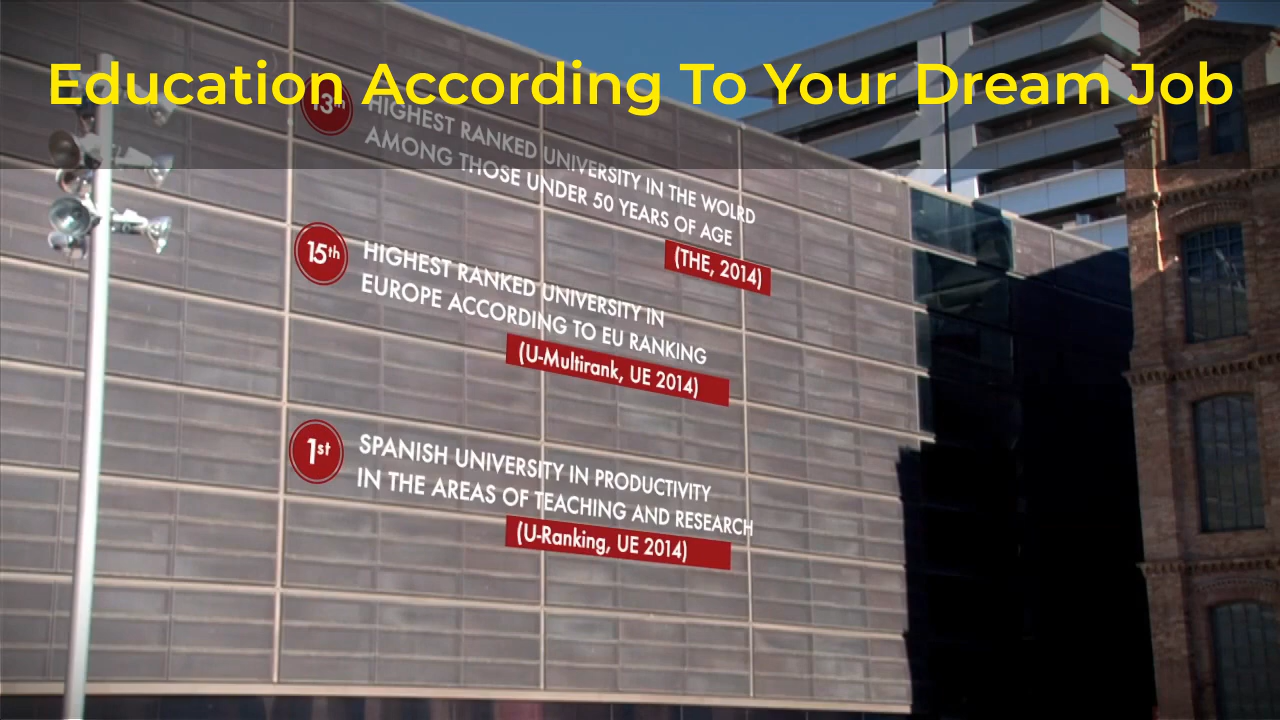 Education According To Your Dream Job
13th HIGHEST RANKED UNIVERSITY IN THE WOLRD
AMONG THOSE UNDER 50 YEARS OF AGE
(THE, 2014)
15th HIGHEST RANKED UNIVERSITY IN
EUROPE ACCORDING TO EU RANKING
(U-Multirank, UE 2014)
1st SPANISH UNIVERSITY IN PRODUCTIVITY
IN THE AREAS OF TEACHING AND RESEARCH
(U-Ranking, UE 2014)